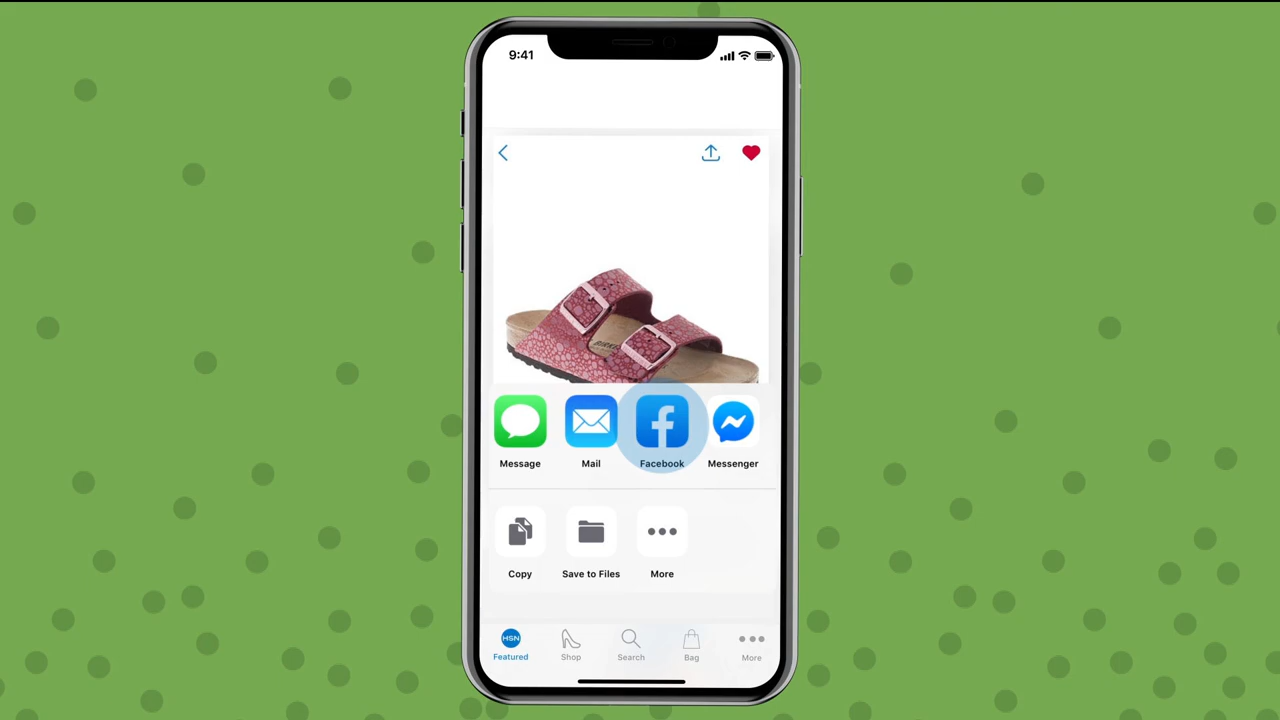 9:41
Message
Mail
Facebook
Messenger
Copy
Save to Files
More
HSN
Featured
Shop
Search
Bag
More